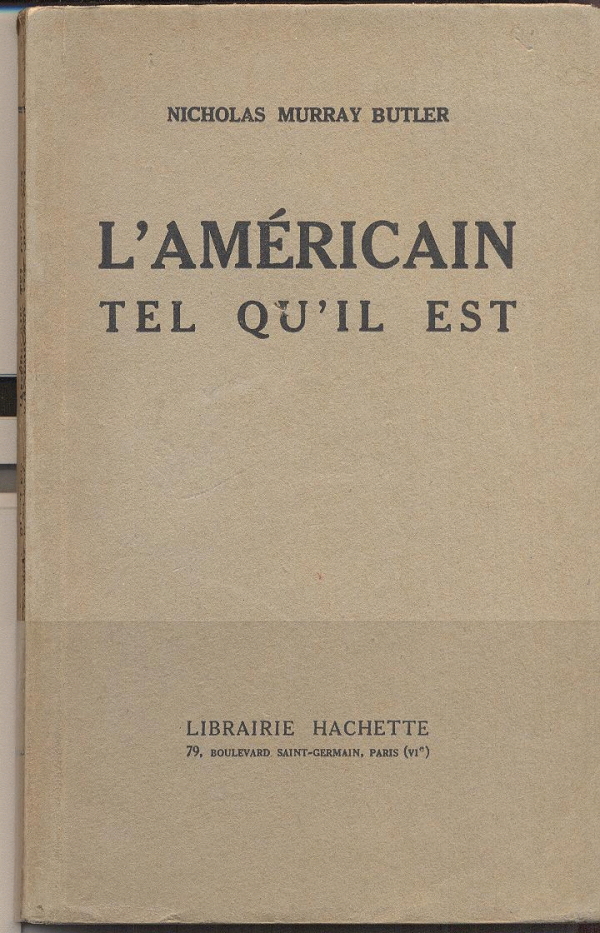 NICHOLAS MURRAY BUTLER
L'AMÉRICAIN
TEL QU'IL EST
LIBRAIRIE HACHETTE
79, BOULEVARD SAINT-GERMAIN, PARIS (VIe)